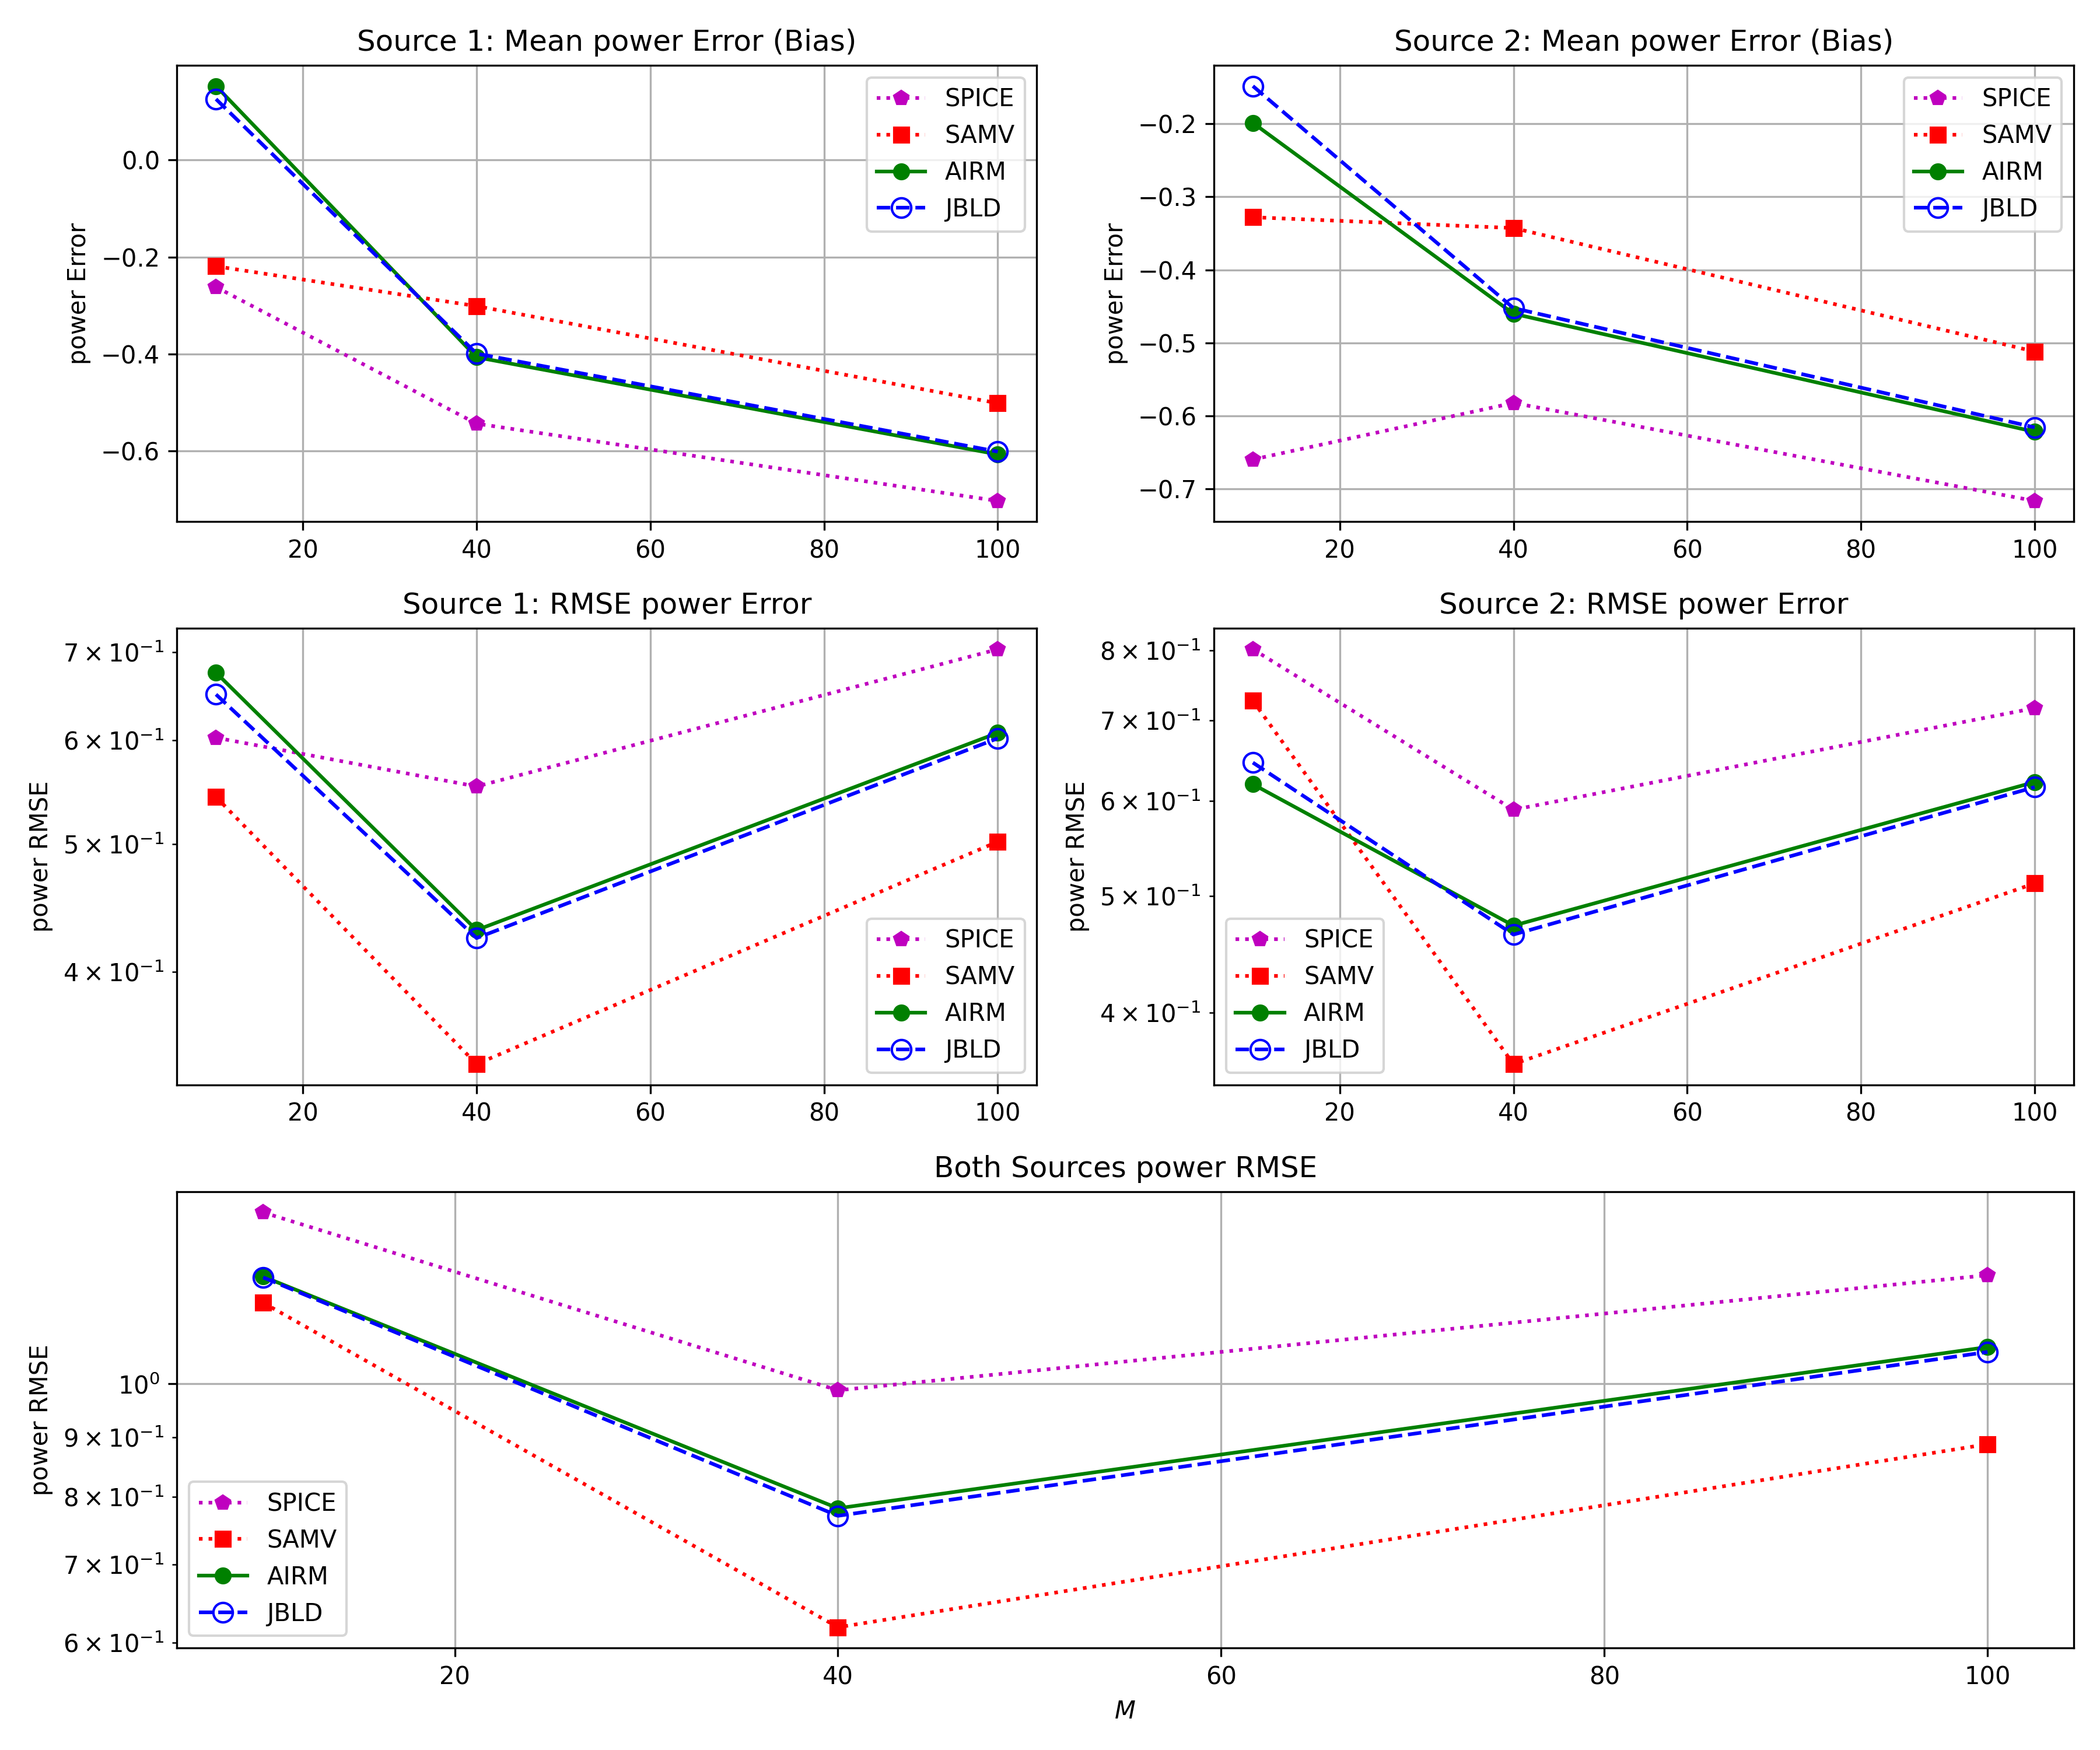 Source 1: Mean power Error (Bias)
power Error
0.0
−0.2
−0.4
−0.6
20 40 60 80 100
SPICE
SAMV
AIRM
JBLD
Source 2: Mean power Error (Bias)
power Error
−0.2
−0.3
−0.4
−0.5
−0.6
−0.7
20 40 60 80 100
SPICE
SAMV
AIRM
JBLD
Source 1: RMSE power Error
power RMSE
7 × 10⁻¹
6 × 10⁻¹
5 × 10⁻¹
4 × 10⁻¹
20 40 60 80 100
SPICE
SAMV
AIRM
JBLD
Source 2: RMSE power Error
power RMSE
8 × 10⁻¹
7 × 10⁻¹
6 × 10⁻¹
5 × 10⁻¹
4 × 10⁻¹
20 40 60 80 100
SPICE
SAMV
AIRM
JBLD
Both Sources power RMSE
power RMSE
10⁰
9 × 10⁻¹
8 × 10⁻¹
7 × 10⁻¹
6 × 10⁻¹
SPICE
SAMV
AIRM
JBLD
20 40 60 80 100
M